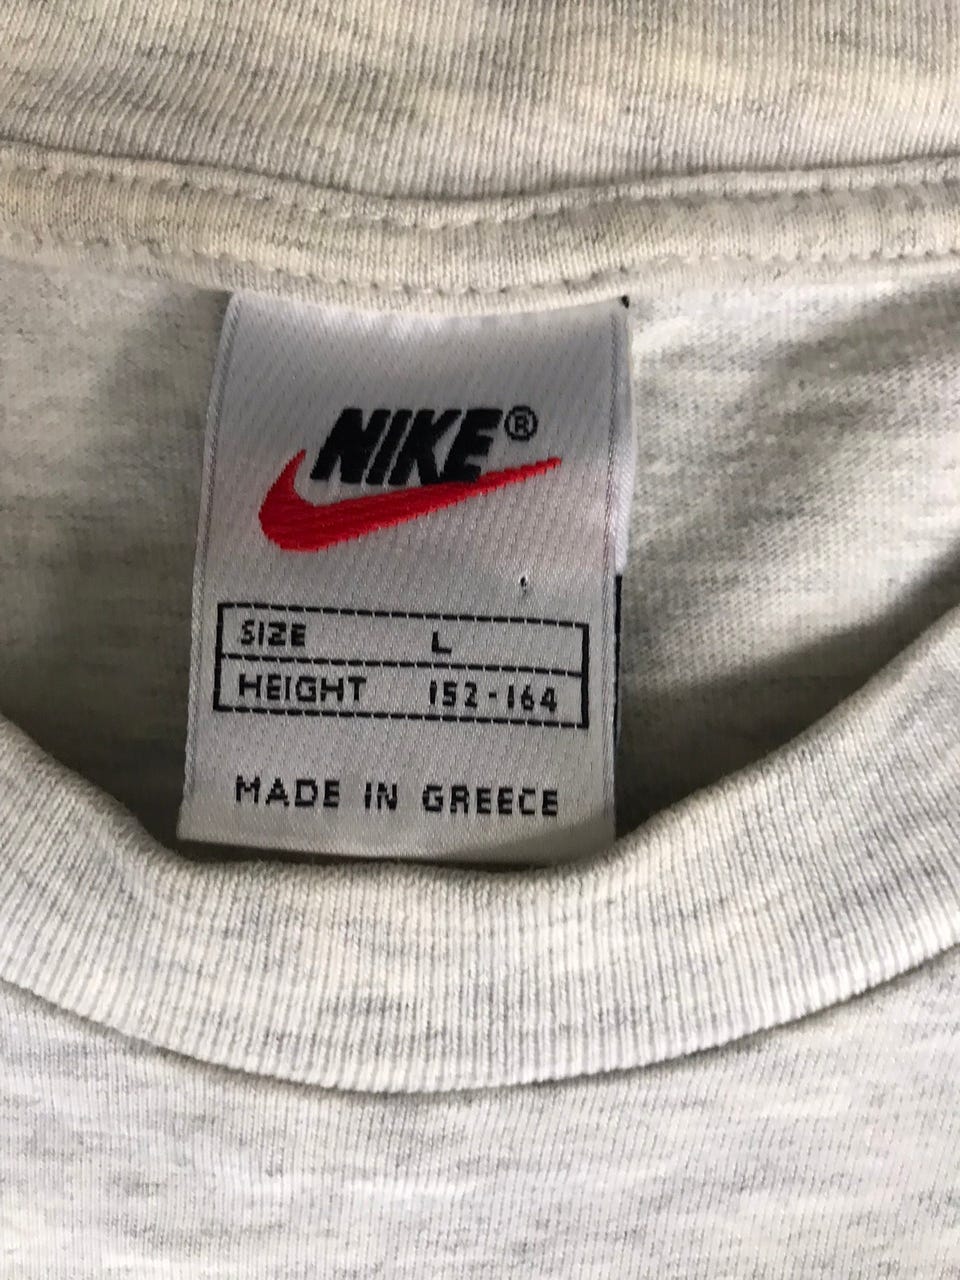 NIKE®
SIZE L
HEIGHT 152-164
MADE IN GREECE